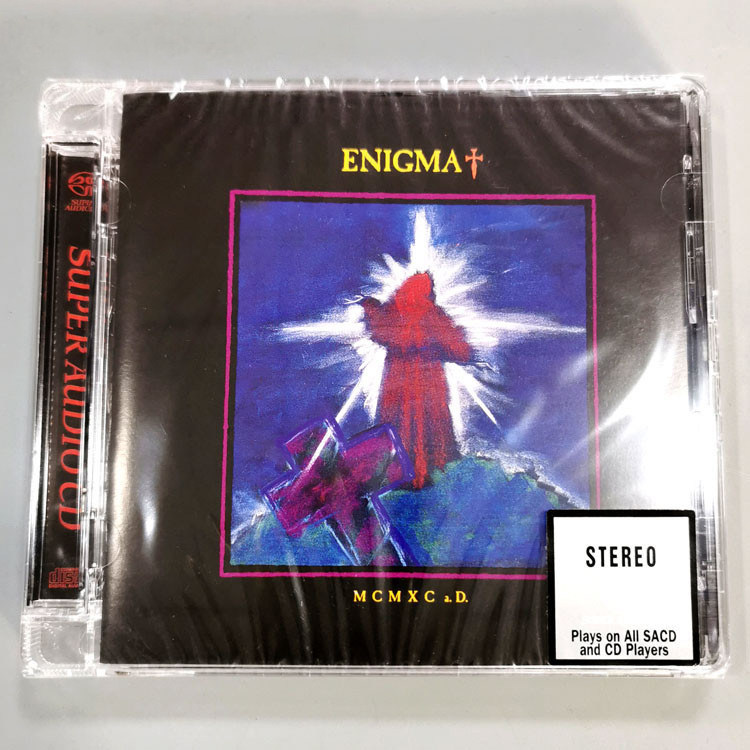 ENIGMA†
MCMXC a.D.
SUPER AUDIO CD
STEREO
Plays on All SACD
and CD Players